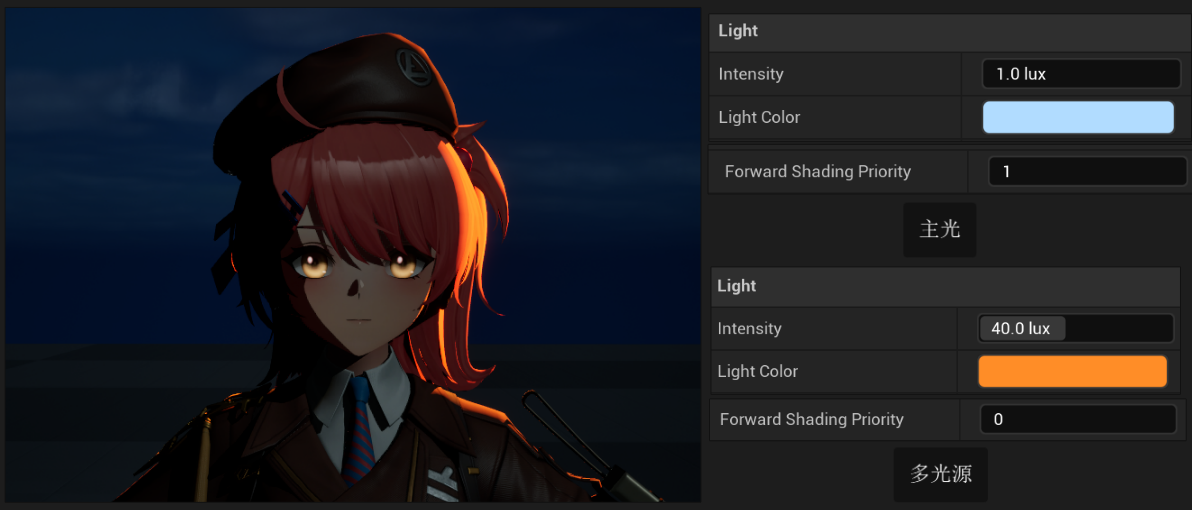 Light
Intensity 1.0 lux
Light Color
Forward Shading Priority 1
主光
Light
Intensity 40.0 lux
Light Color
Forward Shading Priority 0
多光源